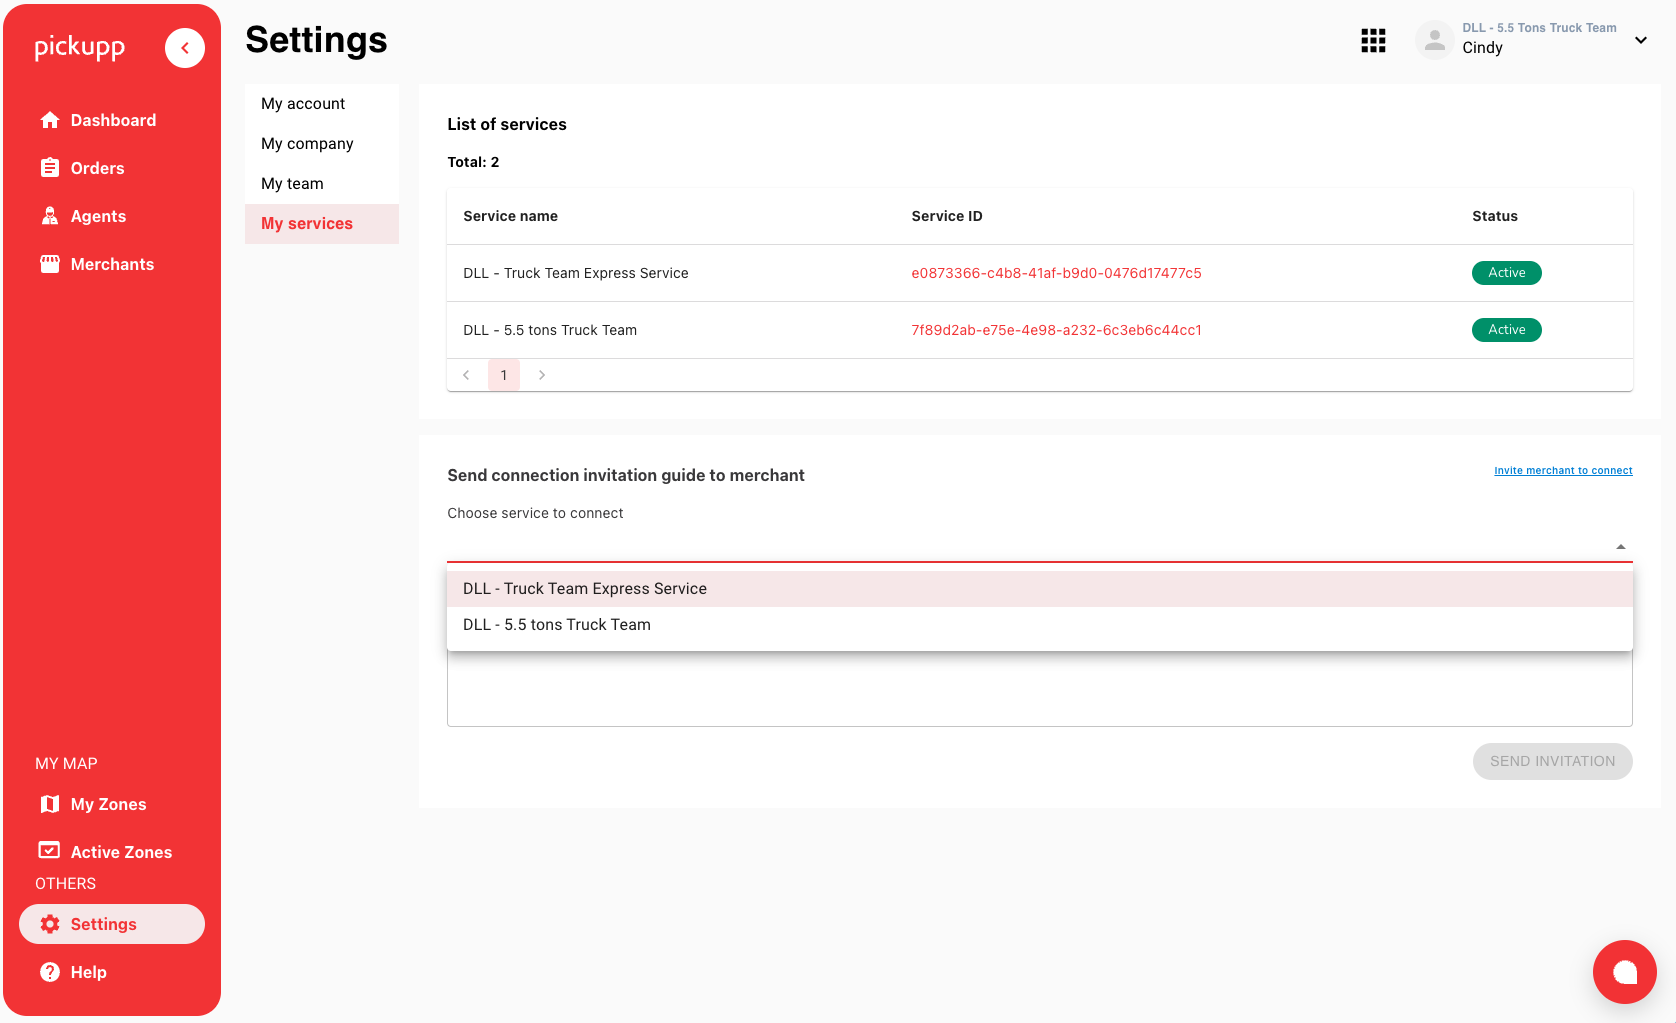 pickupp
Dashboard
Orders
Agents
Merchants
MY MAP
My Zones
Active Zones
OTHERS
Settings
Help
Settings
DLL - 5.5 Tons Truck Team
Cindy
My account
My company
My team
My services
List of services
Total: 2
Service name Service ID Status
DLL - Truck Team Express Service e0873366-c4b8-41af-b9d0-0476d17477c5 Active
DLL - 5.5 tons Truck Team 7f89d2ab-e75e-4e98-a232-6c3eb6c44cc1 Active
1
Send connection invitation guide to merchant
Invite merchant to connect
Choose service to connect
DLL - Truck Team Express Service
DLL - 5.5 tons Truck Team
SEND INVITATION